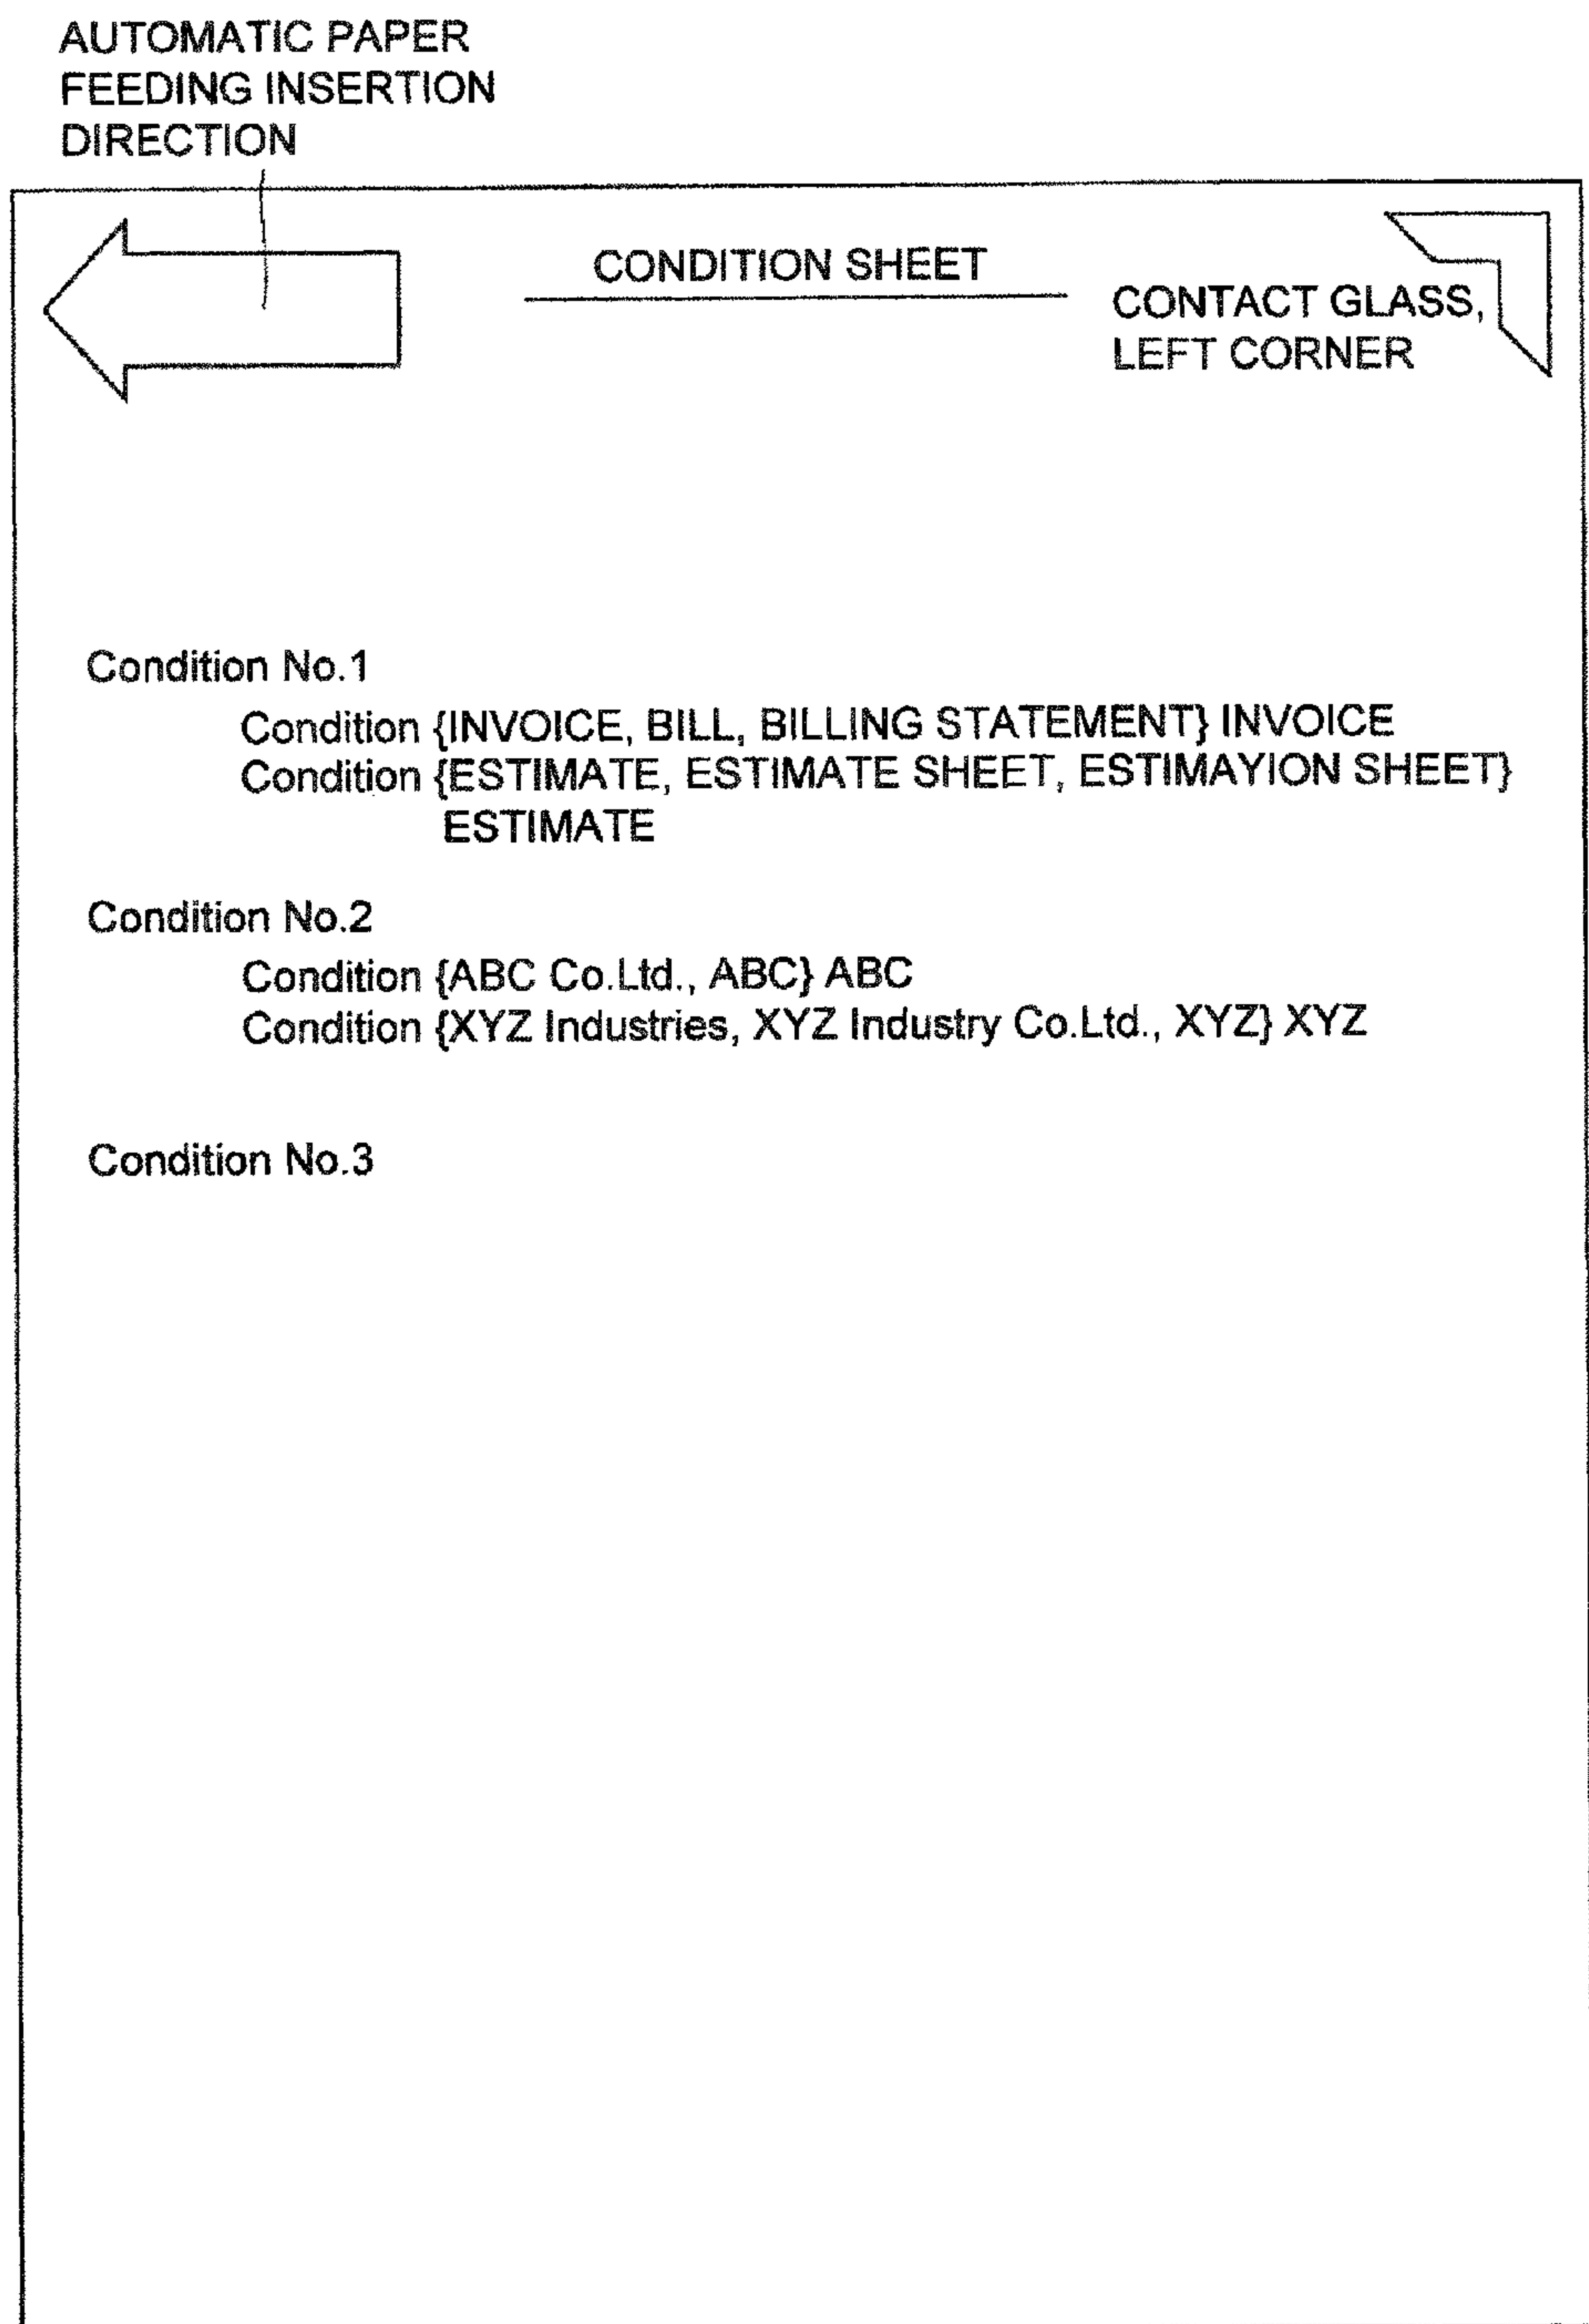 AUTOMATIC PAPER
FEEDING INSERTION
DIRECTION
CONDITION SHEET
CONTACT GLASS,
LEFT CORNER
Condition No.1
Condition {INVOICE, BILL, BILLING STATEMENT} INVOICE
Condition {ESTIMATE, ESTIMATE SHEET, ESTIMAYION SHEET}
ESTIMATE
Condition No.2
Condition {ABC Co.Ltd., ABC} ABC
Condition {XYZ Industries, XYZ Industry Co.Ltd., XYZ} XYZ
Condition No.3